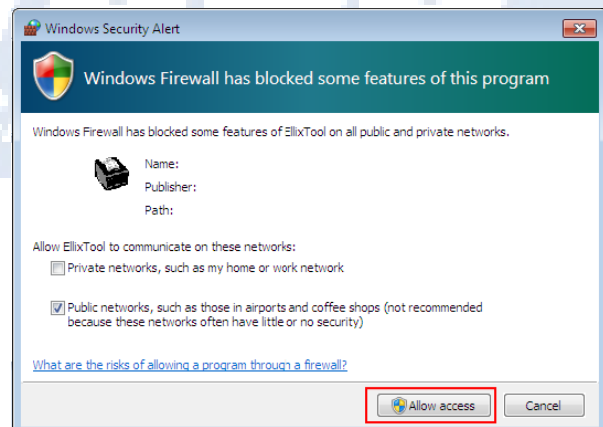 Windows Security Alert
Windows Firewall has blocked some features of this program
Windows Firewall has blocked some features of EllixTool on all public and private networks.
Name:
Publisher:
Path:
Allow EllixTool to communicate on these networks:
Private networks, such as my home or work network
Public networks, such as those in airports and coffee shops (not recommended
because these networks often have little or no security)
What are the risks of allowing a program through a firewall?
Allow access
Cancel